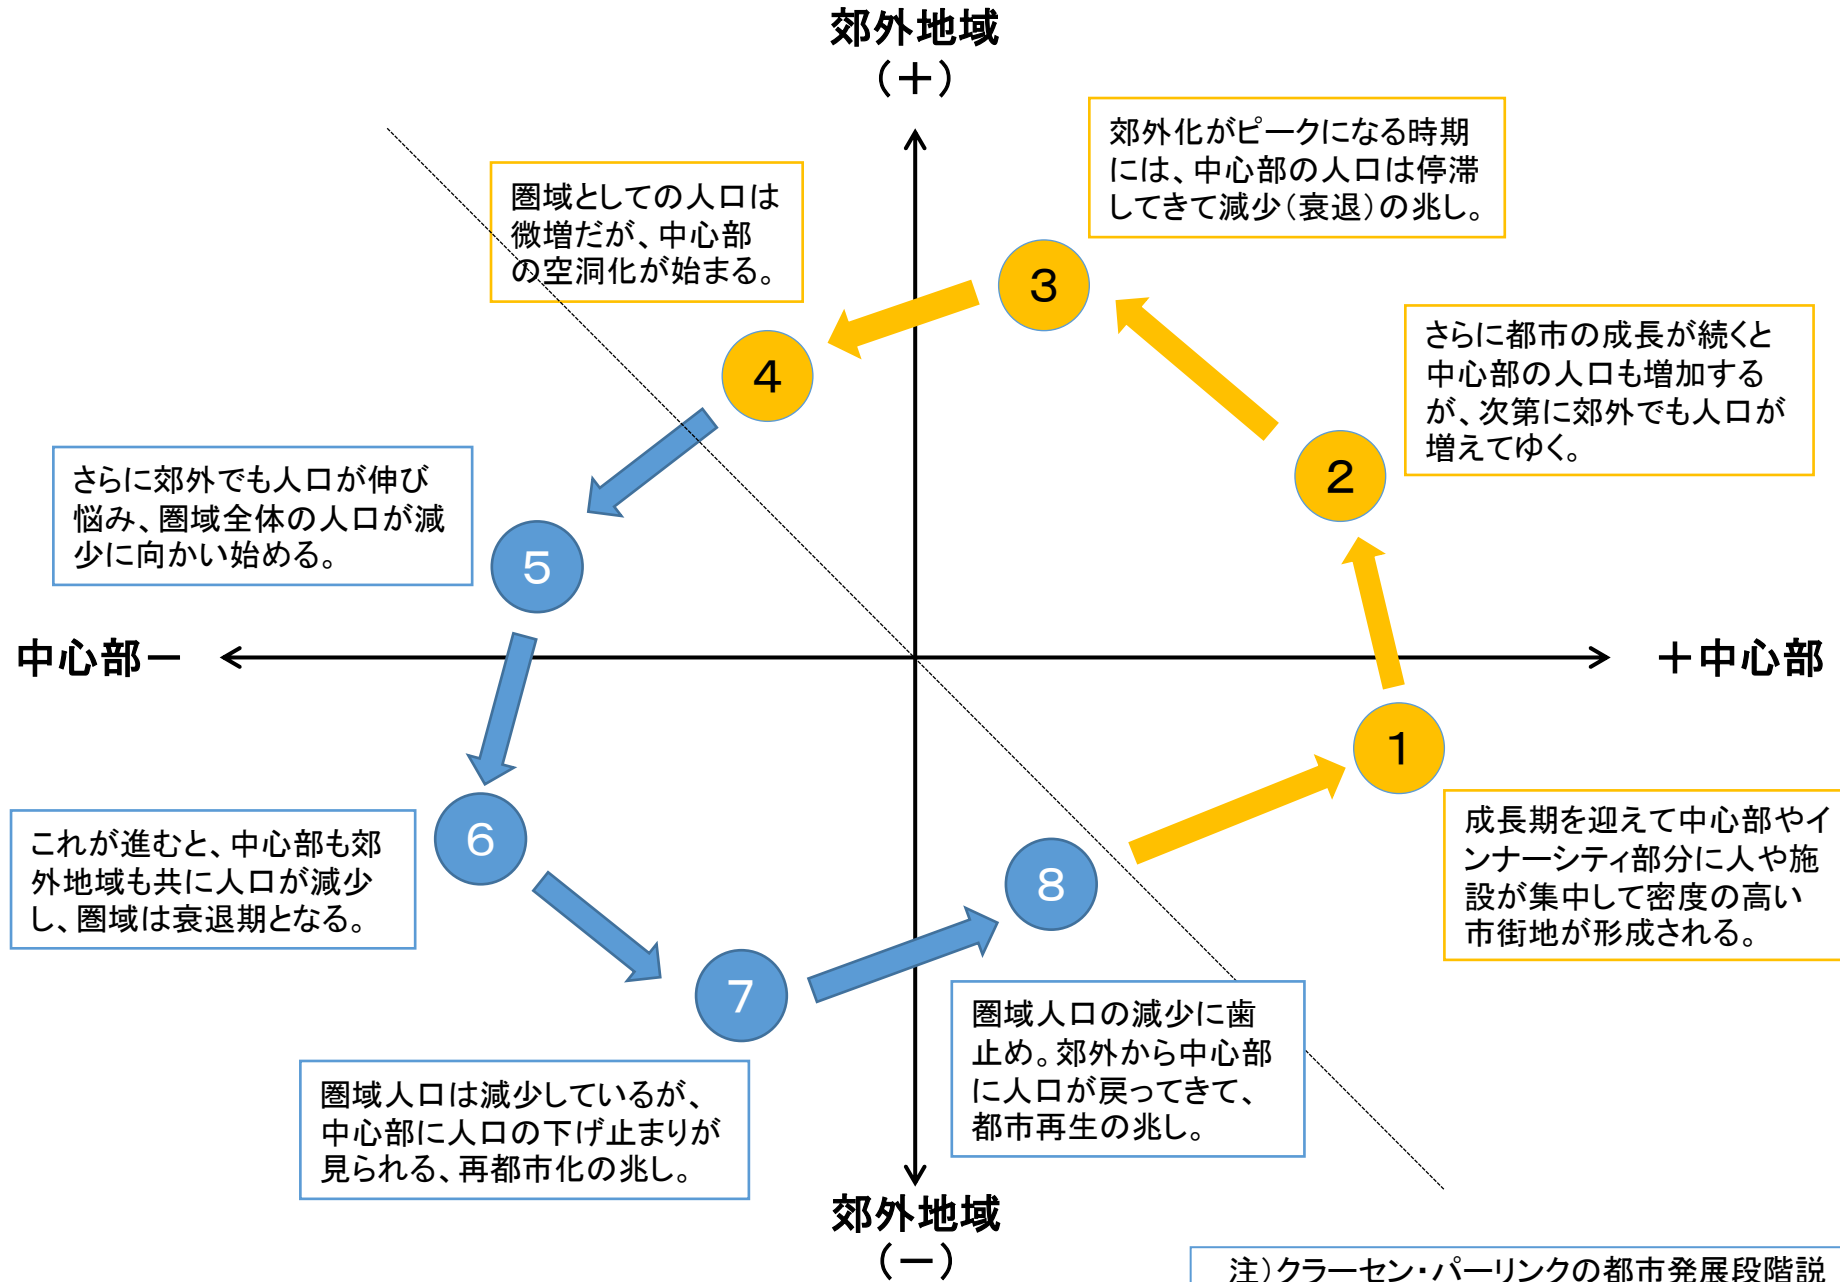 郊外地域
(＋)
郊外化がピークになる時期
には、中心部の人口は停滞
してきて減少(衰退)の兆し。
圏域としての人口は
微増だが、中心部
の空洞化が始まる。
3
4
さらに都市の成長が続くと
中心部の人口も増加する
が、次第に郊外でも人口が
増えてゆく。
2
さらに郊外でも人口が伸び
悩み、圏域全体の人口が減
少に向かい始める。
5
中心部－
＋中心部
1
成長期を迎えて中心部やイ
ンナーシティ部分に人や施
設が集中して密度の高い
市街地が形成される。
これが進むと、中心部も郊
外地域も共に人口が減少
し、圏域は衰退期となる。
6
8
7
圏域人口の減少に歯
止め。郊外から中心部
に人口が戻ってきて、
都市再生の兆し。
圏域人口は減少しているが、
中心部に人口の下げ止まりが
見られる、再都市化の兆し。
郊外地域
(－)
注)クラーセン・パーリンクの都市発展段階説